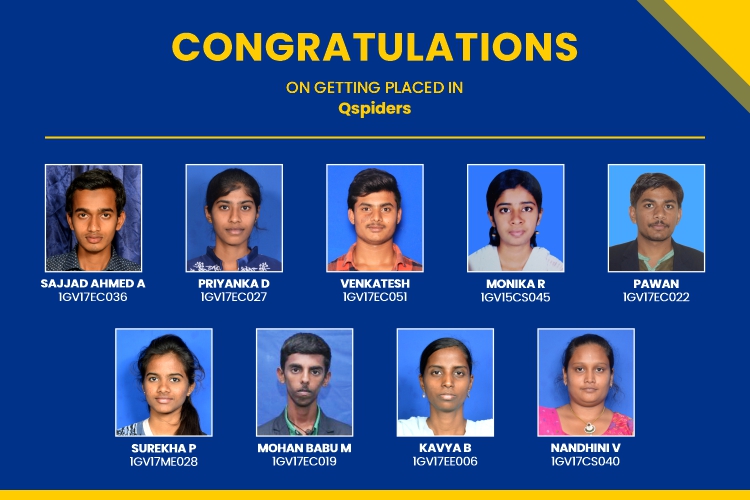 CONGRATULATIONS
ON GETTING PLACED IN
Qspiders
SAJJAD AHMED A
1GV17EC036
PRIYANKA D
1GV17EC027
VENKATESH
1GV17EC051
MONIKA R
1GV15CS045
PAWAN
1GV17EC022
SUREKHA P
1GV17ME028
MOHAN BABU M
1GV17EC019
KAVYA B
1GV17EE006
NANDHINI V
1GV17CS040